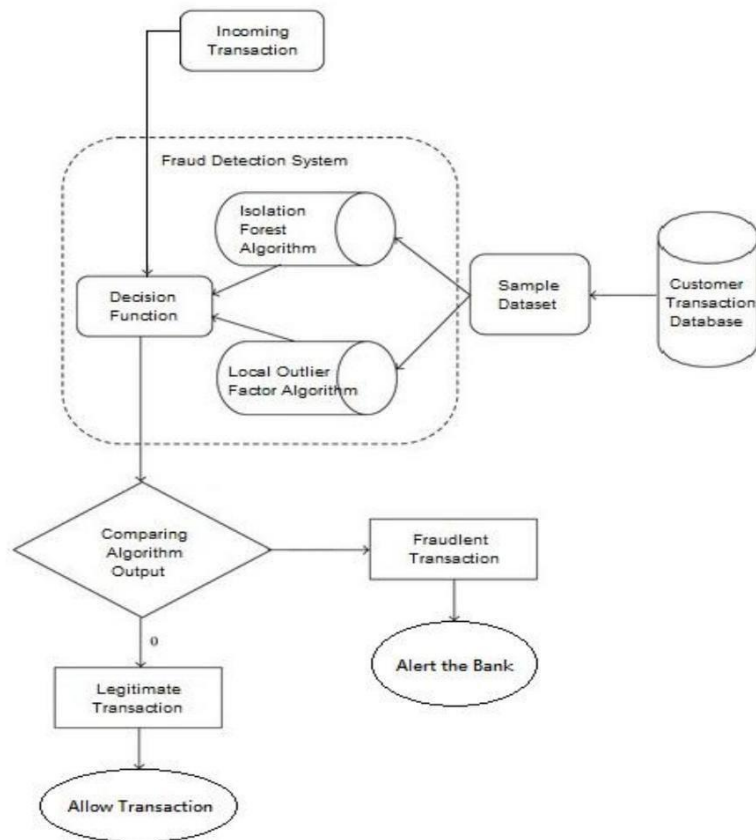 Incoming
Transaction
Fraud Detection System
Isolation
Forest
Algorithm
Decision
Function
Sample
Dataset
Customer
Transaction
Database
Local Outlier
Factor Algorithm
Comparing
Algorithm
Output
Fraudlent
Transaction
0
Alert the Bank
Legitimate
Transaction
Allow Transaction